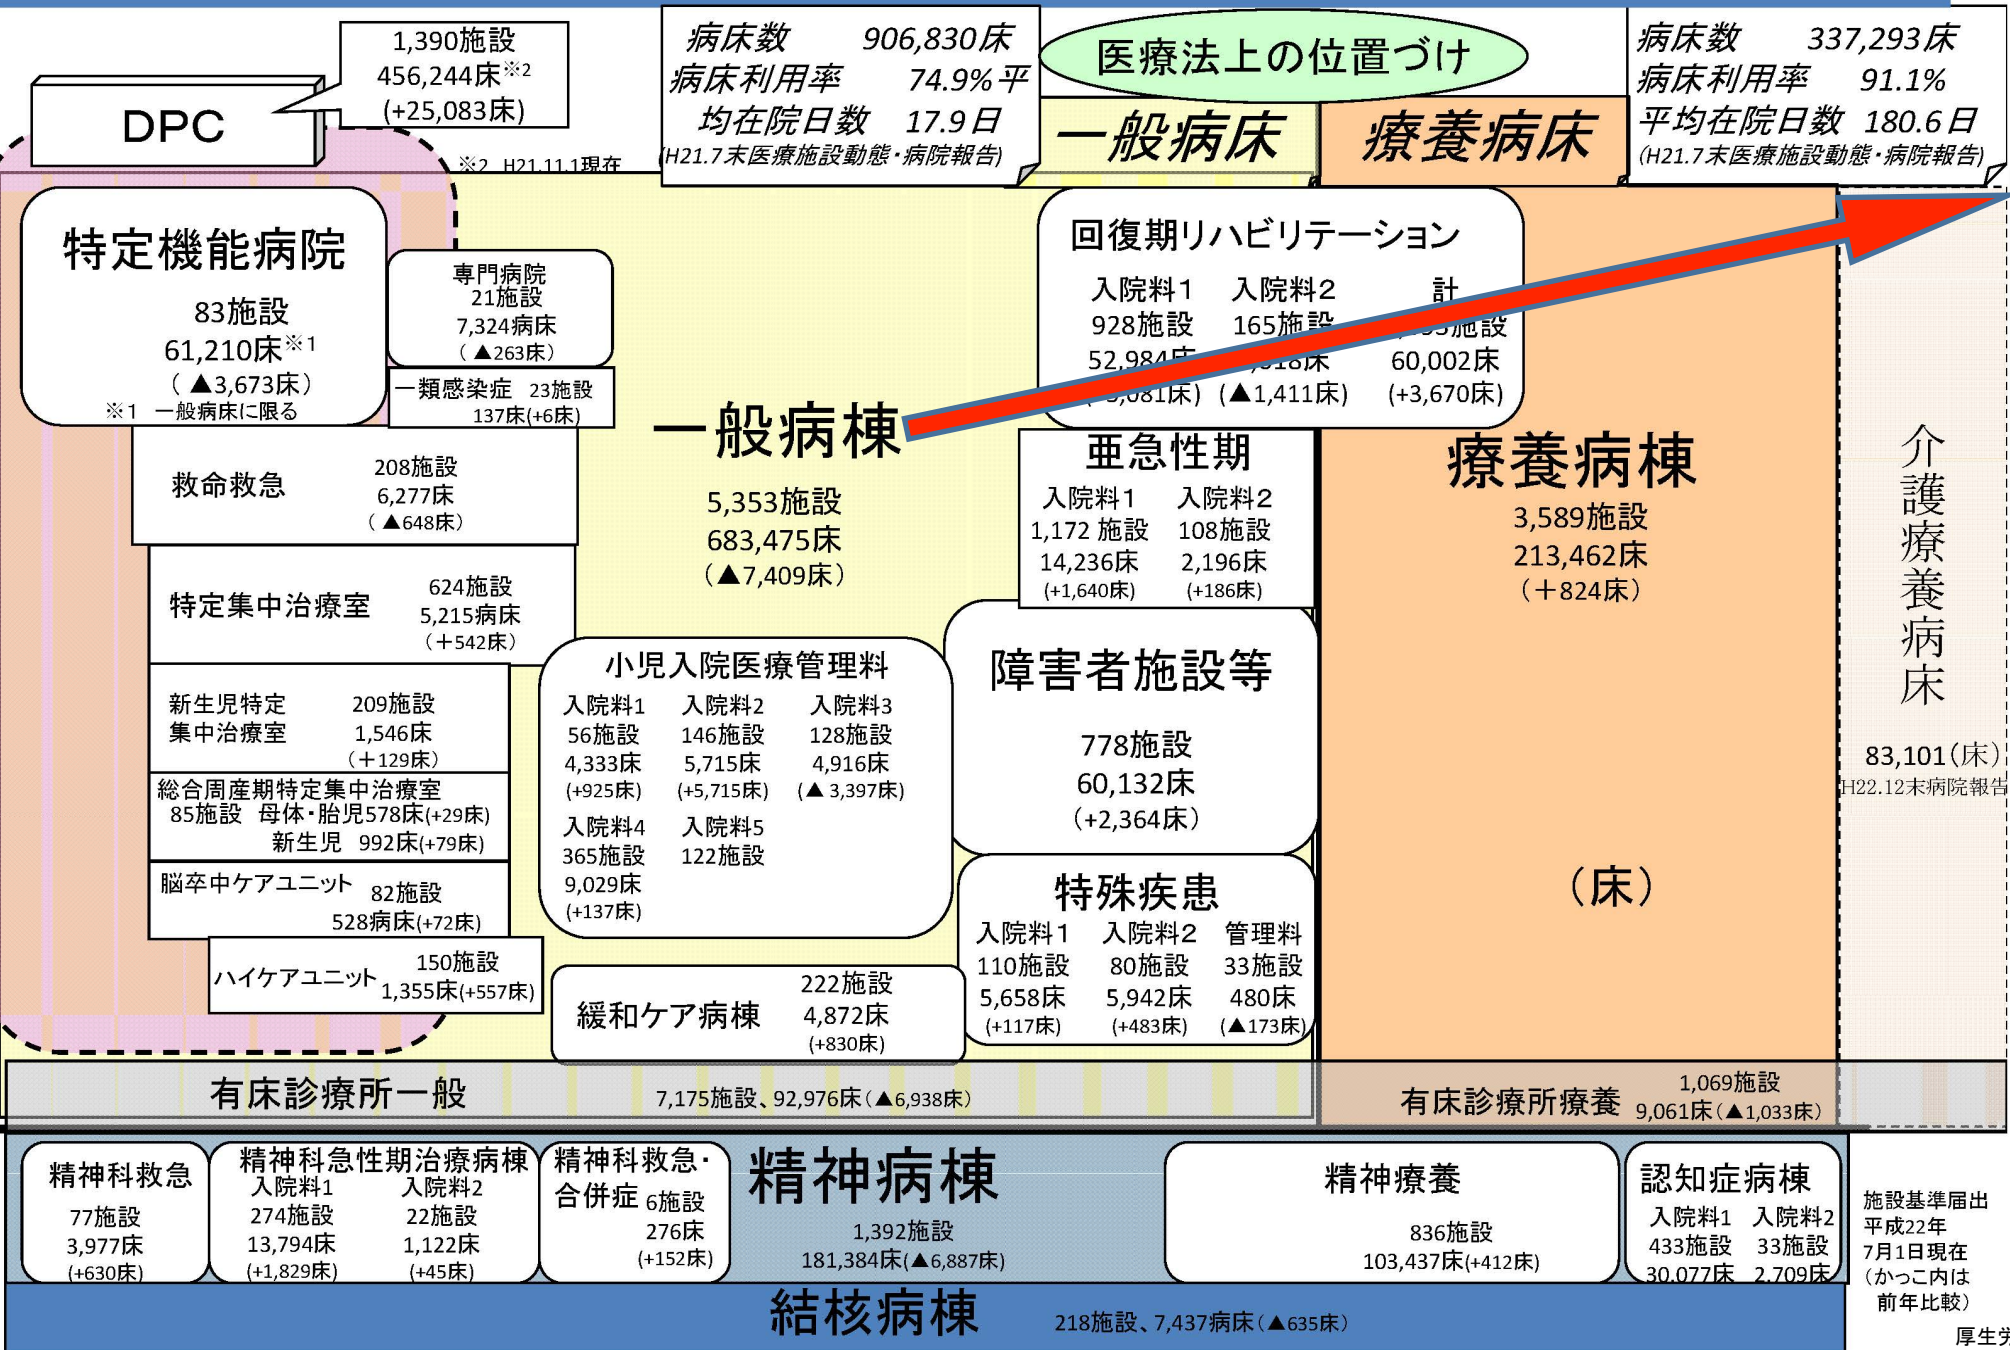 1,390施設
456,244床※2
(+25,083床)
DPC
※2 H21.11.1現在
病床数 906,830床
病床利用率 74.9%平
均在院日数 17.9日
(H21.7末医療施設動態・病院報告)
医療法上の位置づけ
一般病床
療養病床
病床数 337,293床
病床利用率 91.1%
平均在院日数 180.6日
(H21.7末医療施設動態・病院報告)
特定機能病院
83施設
61,210床※1
(▲3,673床)
※1 一般病床に限る
専門病院
21施設
7,324病床
(▲263床)
一類感染症 23施設
137床(+6床)
救命救急
208施設
6,277床
(▲648床)
特定集中治療室
624施設
5,215病床
(+542床)
新生児特定
集中治療室
209施設
1,546床
(+129床)
総合周産期特定集中治療室
85施設 母体・胎児578床(+29床)
新生児 992床(+79床)
脳卒中ケアユニット 82施設
528病床(+72床)
ハイケアユニット 150施設
1,355床(+557床)
一般病棟
5,353施設
683,475床
(▲7,409床)
小児入院医療管理料
入院料1 入院料2 入院料3
56施設 146施設 128施設
4,333床 5,715床 4,916床
(+925床) (+5,715床) (▲3,397床)
入院料4 入院料5
365施設 122施設
9,029床
(+137床)
緩和ケア病棟
222施設
4,872床
(+830床)
回復期リハビリテーション
入院料1 入院料2 計
928施設 165施設 施設
52,984床 床 60,002床
(▲1,411床) (+3,670床)
亜急性期
入院料1 入院料2
1,172 施設 108施設
14,236床 2,196床
(+1,640床) (+186床)
障害者施設等
778施設
60,132床
(+2,364床)
特殊疾患
入院料1 入院料2 管理料
110施設 80施設 33施設
5,658床 5,942床 480床
(+117床) (+483床) (▲173床)
療養病棟
3,589施設
213,462床
(+824床)
(床)
介護療養病床
83,101(床)
H22.12末病院報告
有床診療所一般 7,175施設、92,976床(▲6,938床)
有床診療所療養 1,069施設
9,061床(▲1,033床)
精神科救急
77施設
3,977床
(+630床)
精神科急性期治療病棟
入院料1 入院料2
274施設 22施設
13,794床 1,122床
(+1,829床) (+45床)
精神科救急・
合併症 6施設
276床
(+152床)
精神病棟
1,392施設
181,384床(▲6,887床)
精神療養
836施設
103,437床(+412床)
認知症病棟
入院料1 入院料2
433施設 33施設
30,077床 2,709床
結核病棟 218施設、7,437病床(▲635床)
施設基準届出
平成22年
7月1日現在
(かっこ内は
前年比較)
厚生労